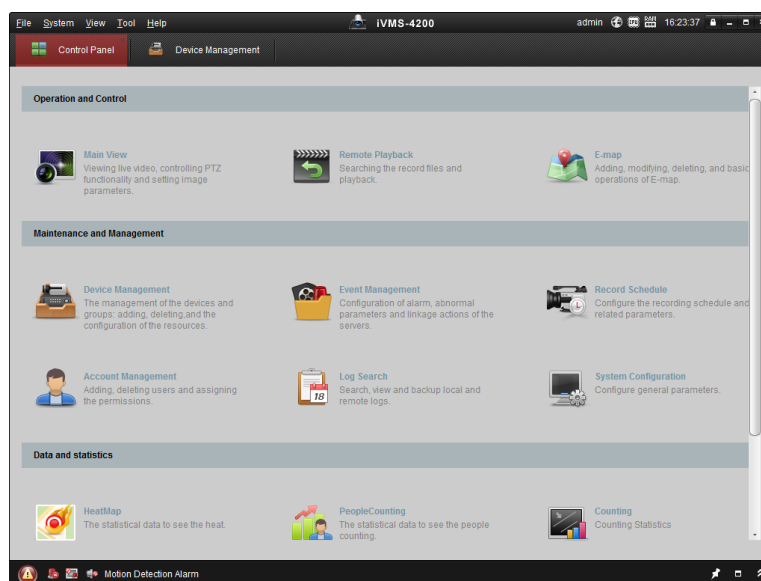 File System View Tool Help iVMS-4200 admin 16:23:37
Control Panel Device Management
Operation and Control
Main View
Viewing live video, controlling PTZ
functionality and setting image
parameters.
Remote Playback
Searching the record files and
playback.
E-map
Adding, modifying, deleting, and basic
operations of E-map.
Maintenance and Management
Device Management
The management of the devices and
groups: adding, deleting,and the
configuration of the resources.
Event Management
Configuration of alarm, abnormal
parameters and linkage actions of the
servers.
Record Schedule
Configure the recording schedule and
related parameters.
Account Management
Adding, deleting users and assigning
the permissions.
18
Log Search
Search, view and backup local and
remote logs.
System Configuration
Configure general parameters.
Data and statistics
HeatMap
The statistical data to see the heat.
PeopleCounting
The statistical data to see the people
counting.
Counting
Counting Statistics
Motion Detection Alarm